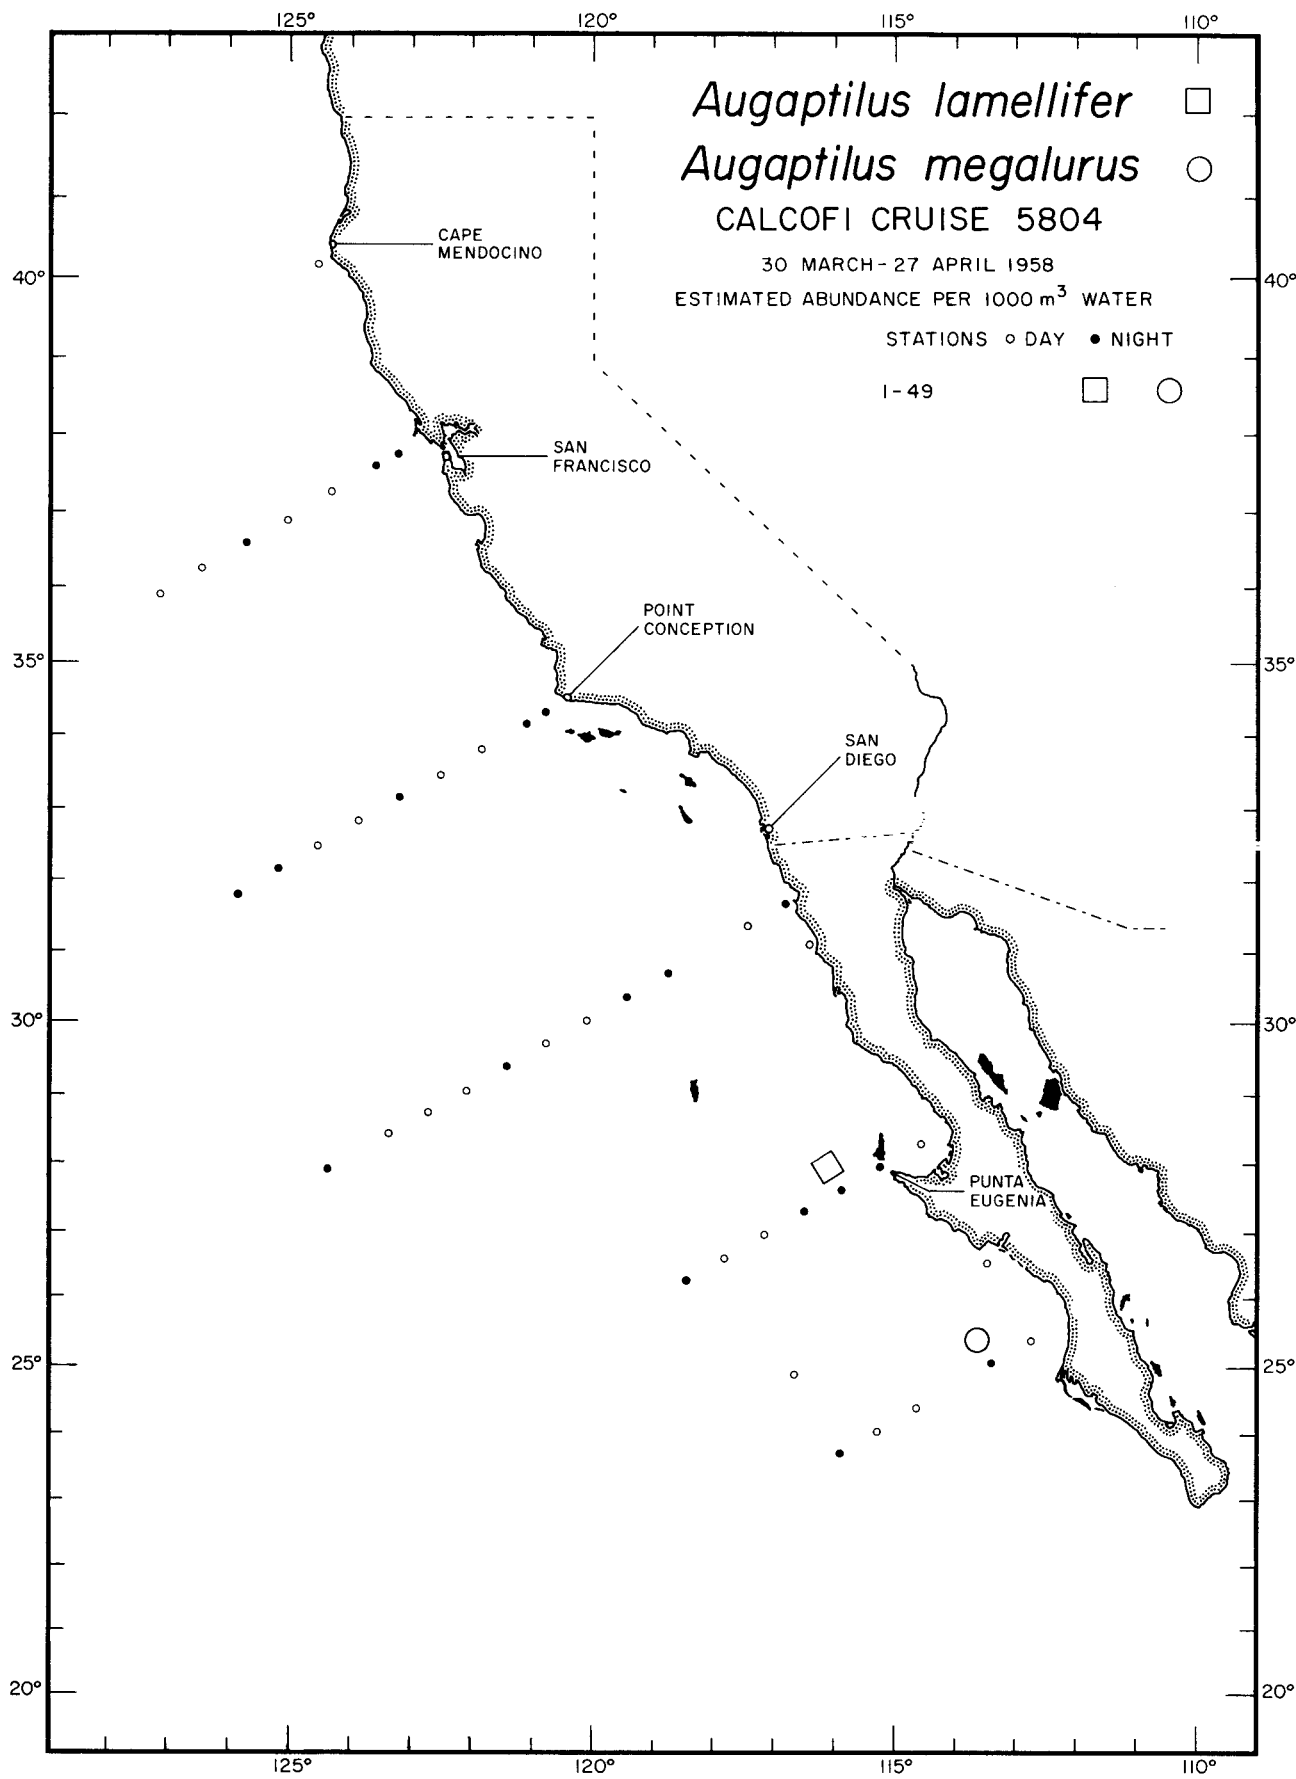 125° 120° 115° 110°
Augaptilus lamellifer
Augaptilus megalurus
CALCOFI CRUISE 5804
30 MARCH-27 APRIL 1958
ESTIMATED ABUNDANCE PER 1000 m³ WATER
STATIONS ○ DAY ● NIGHT
1-49
CAPE
MENDOCINO
40° 40°
SAN
FRANCISCO
POINT
CONCEPTION
35° 35°
SAN
DIEGO
30° 30°
PUNTA
EUGENIA
25° 25°
20° 20°
125° 120° 115° 110°